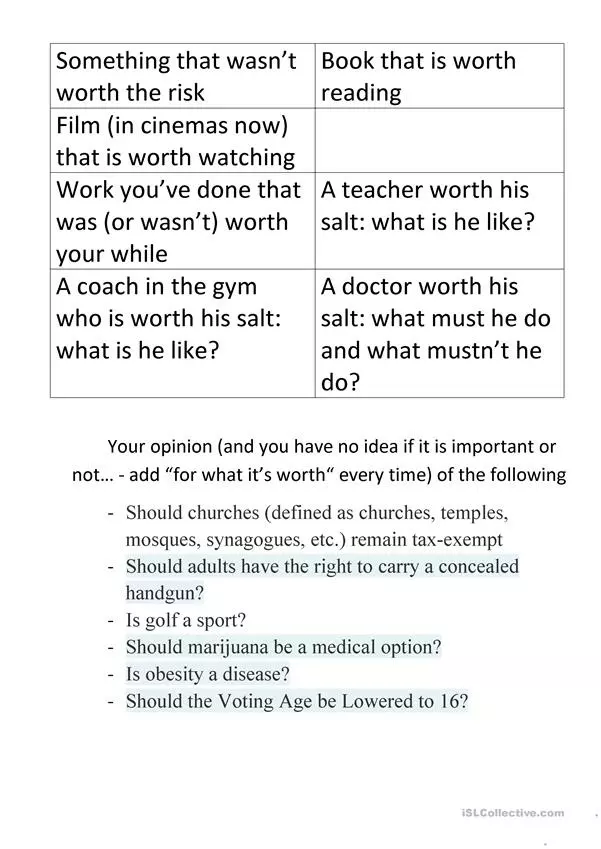 Something that wasn't
worth the risk
Book that is worth
reading
Film (in cinemas now)
that is worth watching
Work you've done that
was (or wasn't) worth
your while
A teacher worth his
salt: what is he like?
A coach in the gym
who is worth his salt:
what is he like?
A doctor worth his
salt: what must he do
and what mustn't he
do?
Your opinion (and you have no idea if it is important or
not… - add “for what it's worth“ every time) of the following
- Should churches (defined as churches, temples,
mosques, synagogues, etc.) remain tax-exempt
- Should adults have the right to carry a concealed
handgun?
- Is golf a sport?
- Should marijuana be a medical option?
- Is obesity a disease?
- Should the Voting Age be Lowered to 16?
iSLCollective.com